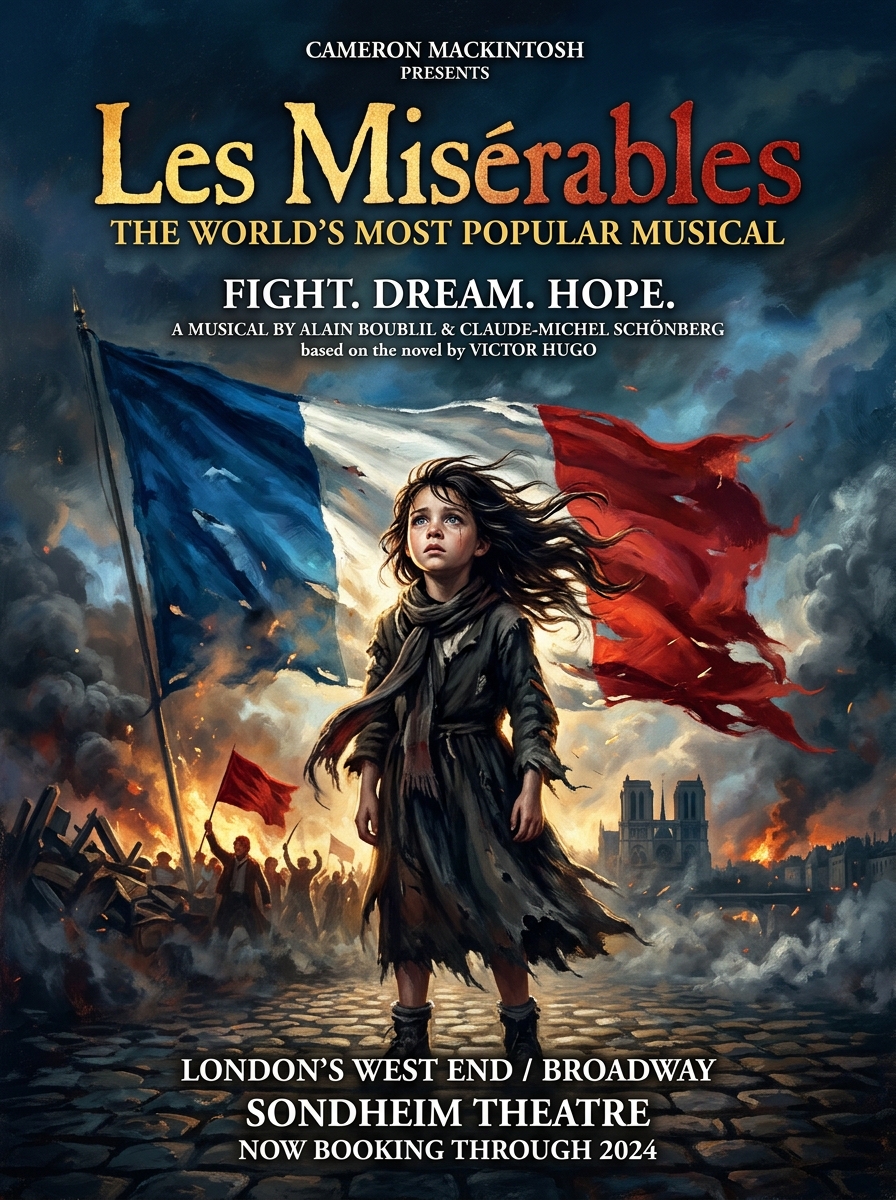 CAMERON MACKINTOSH
PRESENTS
Les Misérables
THE WORLD'S MOST POPULAR MUSICAL
FIGHT. DREAM. HOPE.
A MUSICAL BY ALAIN BOUBLIL & CLAUDE-MICHEL SCHÖNBERG
based on the novel by VICTOR HUGO
LONDON'S WEST END / BROADWAY
SONDHEIM THEATRE
NOW BOOKING THROUGH 2024